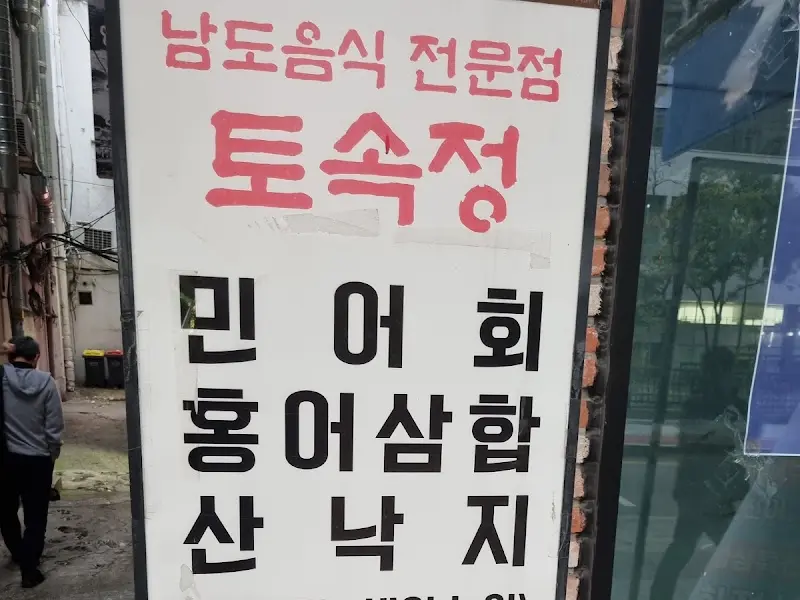 남도음식 전문점
토속정
민어회
홍어삼합
산낙지